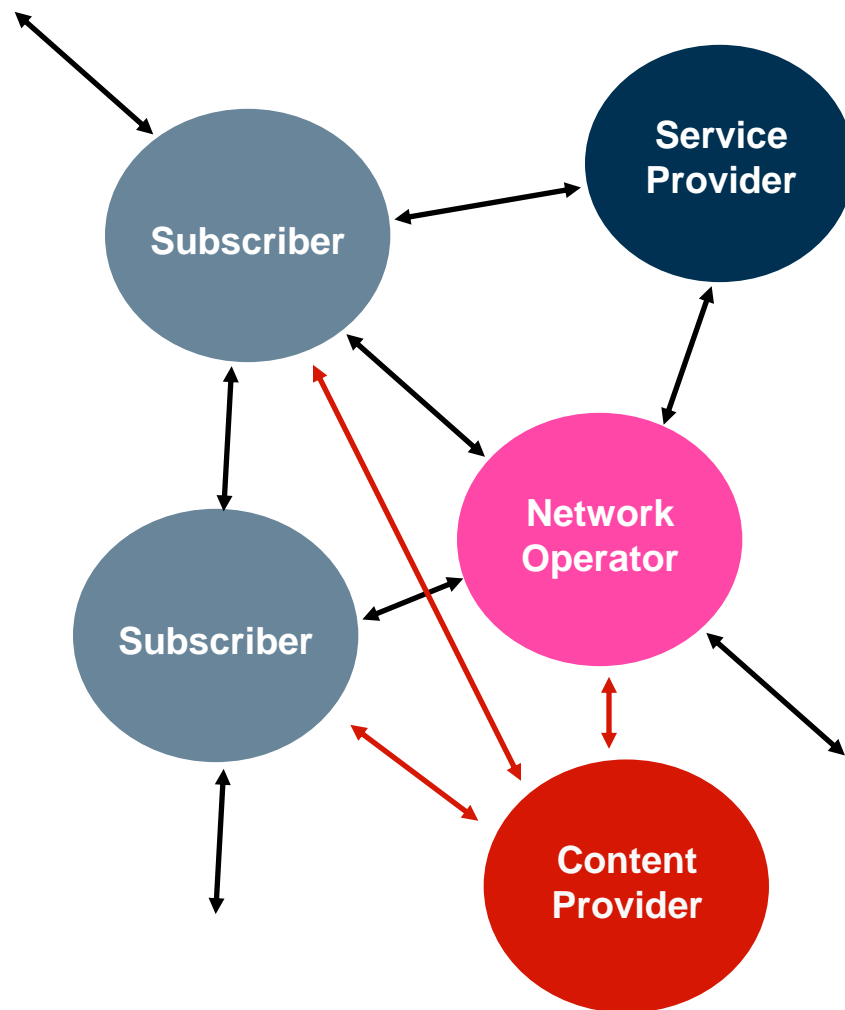 Service
Provider
Subscriber
Network
Operator
Subscriber
Content
Provider